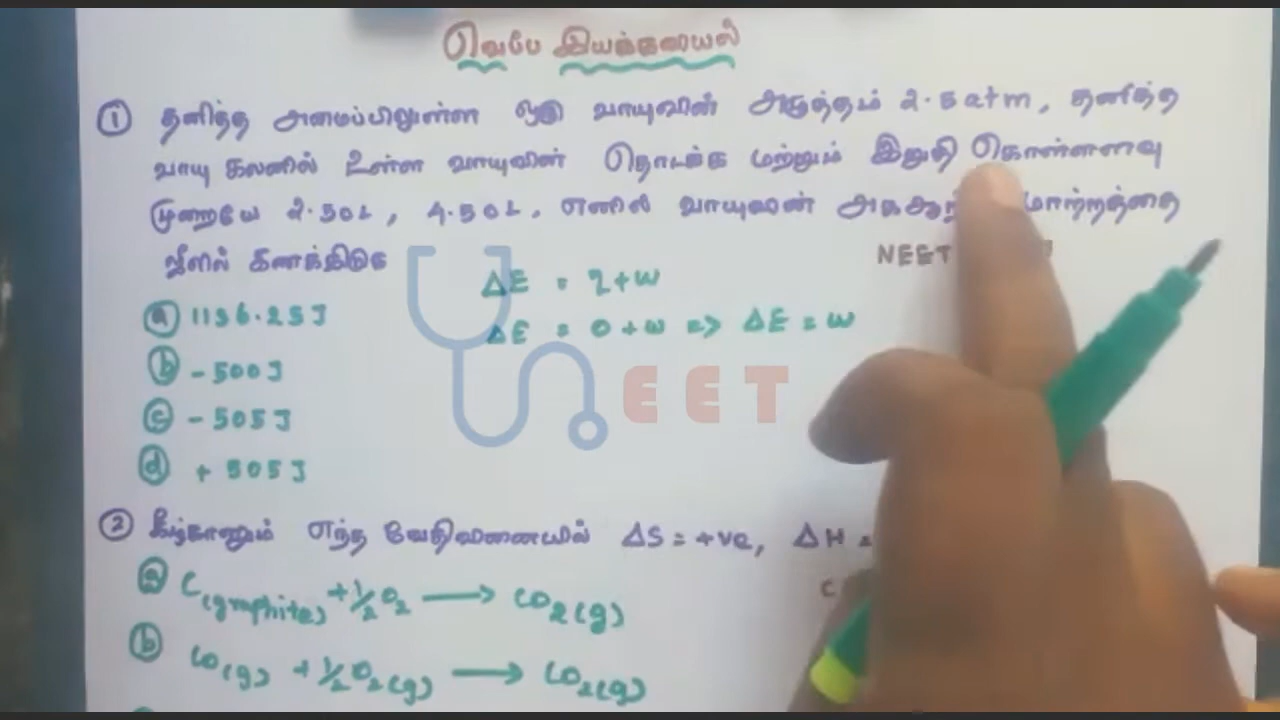 வெப்ப இயக்கவியல்
① தனித்த அமைப்பிலுள்ள ஒரு வாயுவின் அழுத்தம் 2.5 atm, தனித்த
வாயு கலனில் உள்ள வாயுவின் தொடக்க மற்றும் இறுதி கொள்ளளவு
முறையே 2.50L, 4.50L, எனில் வாயுவின் மாற்றத்தை
ஜீளில் கணக்கிடுக
NEET
ΔE = q+w
ΔE = 0+w => ΔE = w
ⓐ 1136.25J
ⓑ -500J
ⓒ -505J
ⓓ +505J
EET
② கீழ்காணும் எந்த வேதிவினையில் ΔS = +ve, ΔH =
ⓐ C(graphite) + ½O₂ ⟶ CO₂(g)
ⓑ CO(g) + ½O₂(g) ⟶ CO₂(g)